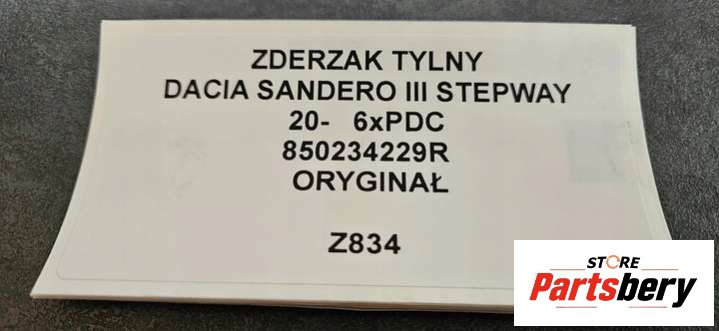 ZDERZAK TYLNY
DACIA SANDERO III STEPWAY
20- 6xPDC
850234229R
ORYGINAŁ
Z834
STORE
Partsbery